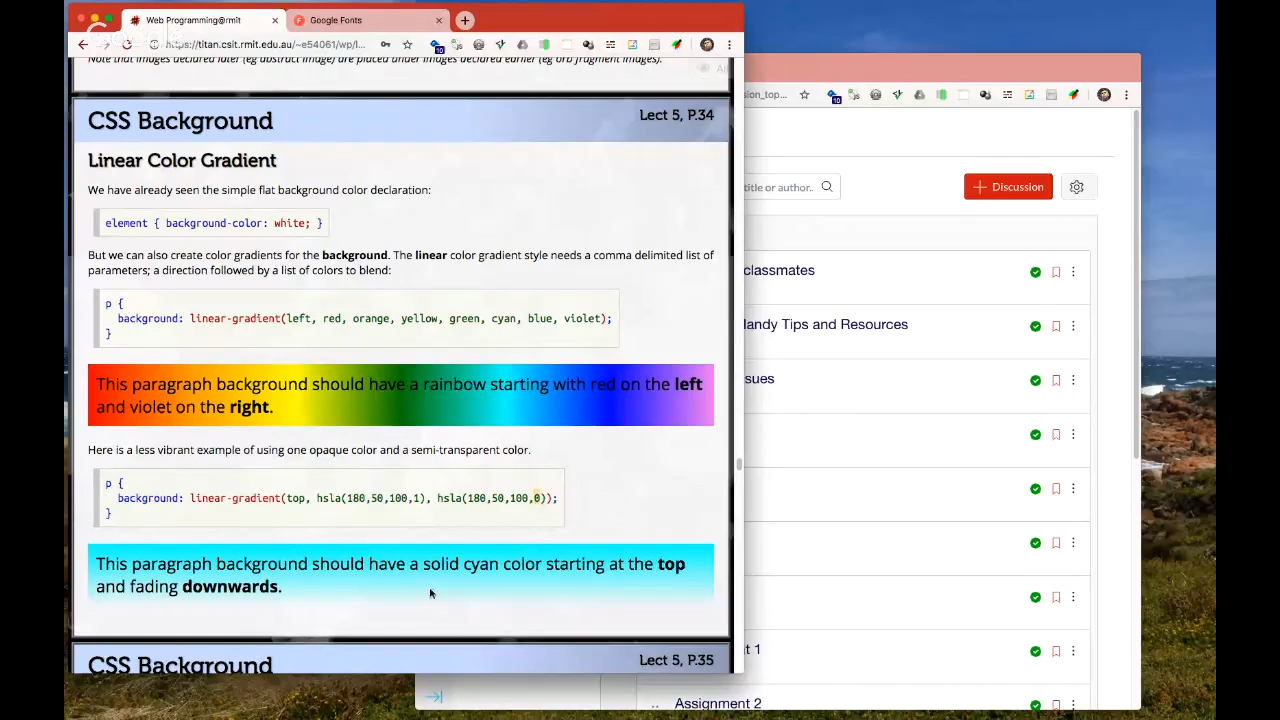 Web Programming@rmit
Google Fonts
https://titan.csit.rmit.edu.au/~e54061/wp/l...
10
Note that images declared later (eg abstract image) are placed under images declared earlier (eg orb fragment images).
CSS Background
Lect 5, P.34
Linear Color Gradient
We have already seen the simple flat background color declaration:
element { background-color: white; }
But we can also create color gradients for the background. The linear color gradient style needs a comma delimited list of
parameters; a direction followed by a list of colors to blend:
p {
background: linear-gradient(left, red, orange, yellow, green, cyan, blue, violet);
}
This paragraph background should have a rainbow starting with red on the left
and violet on the right.
Here is a less vibrant example of using one opaque color and a semi-transparent color.
p {
background: linear-gradient(top, hsla(180,50,100,1), hsla(180,50,100,0));
}
This paragraph background should have a solid cyan color starting at the top
and fading downwards.
CSS Background
Lect 5, P.35
sion_top...
10
title or author..
Discussion
classmates
Handy Tips and Resources
sues
t 1
Assignment 2